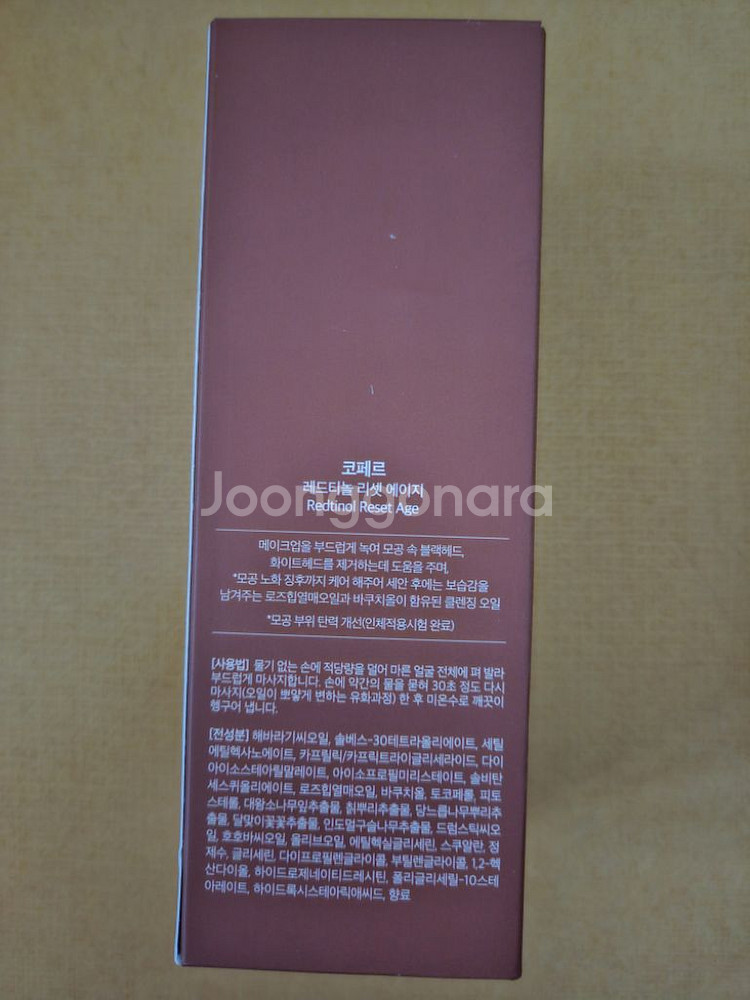 코페르
레드티놀 리셋 에이지
Joonggonara
Redtinol Reset Age
메이크업을 부드럽게 녹여 모공 속 블랙헤드,
화이트헤드를 제거하는데 도움을 주며,
*모공 노화 징후까지 케어 해주어 세안 후에는 보습감을
남겨주는 로즈힙열매오일과 바쿠치올이 함유된 클렌징 오일
*모공 부위 탄력 개선(인체적용시험 완료)
[사용법] 물기 없는 손에 적당량을 덜어 마른 얼굴 전체에 펴 발라
부드럽게 마사지합니다. 손에 약간의 물을 묻혀 30초 정도 다시
마사지(오일이 뽀얗게 변하는 유화과정) 한 후 미온수로 깨끗이
헹구어 냅니다.
[전성분] 해바라기씨오일, 솔베스-30테트라올리에이트, 세틸
에틸헥사노에이트, 카프릴릭/카프릭트라이글리세라이드, 다이
아이소스테아릴말레이트, 아이소프로필미리스테이트, 솔비탄
세스퀴올리에이트, 로즈힙열매오일, 바쿠치올, 토코페롤, 피토
스테롤, 대왕소나무잎추출물, 칡뿌리추출물, 당느릅나무뿌리추
출물, 달맞이꽃꽃추출물, 인도멀구슬나무추출물, 드럼스틱씨오
일, 호호바씨오일, 올리브오일, 에틸헥실글리세린, 스쿠알란, 정
제수, 글리세린, 다이프로필렌글라이콜, 부틸렌글라이콜, 1,2-헥
산다이올, 하이드로제네이티드레시틴, 폴리글리세릴-10스테
아레이트, 하이드록시스테아릭애씨드, 향료